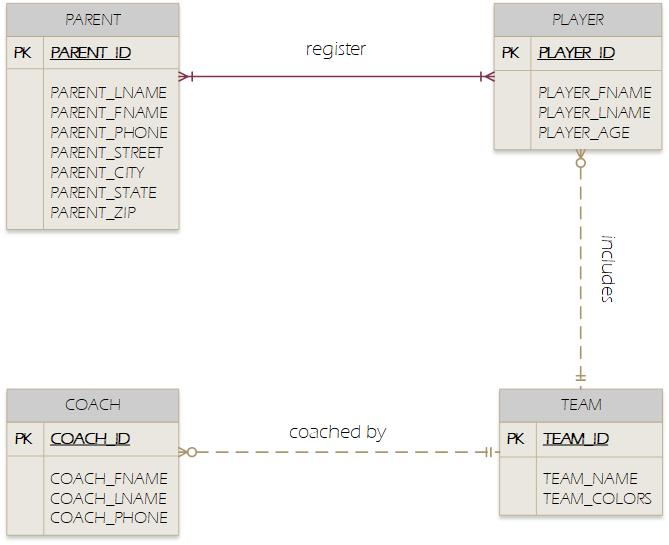 PARENT
PK PARENT_ID
PARENT_LNAME
PARENT_FNAME
PARENT_PHONE
PARENT_STREET
PARENT_CITY
PARENT_STATE
PARENT_ZIP
register
PLAYER
PK PLAYER_ID
PLAYER_FNAME
PLAYER_LNAME
PLAYER_AGE
includes
COACH
PK COACH_ID
COACH_FNAME
COACH_LNAME
COACH_PHONE
coached by
TEAM
PK TEAM_ID
TEAM_NAME
TEAM_COLORS